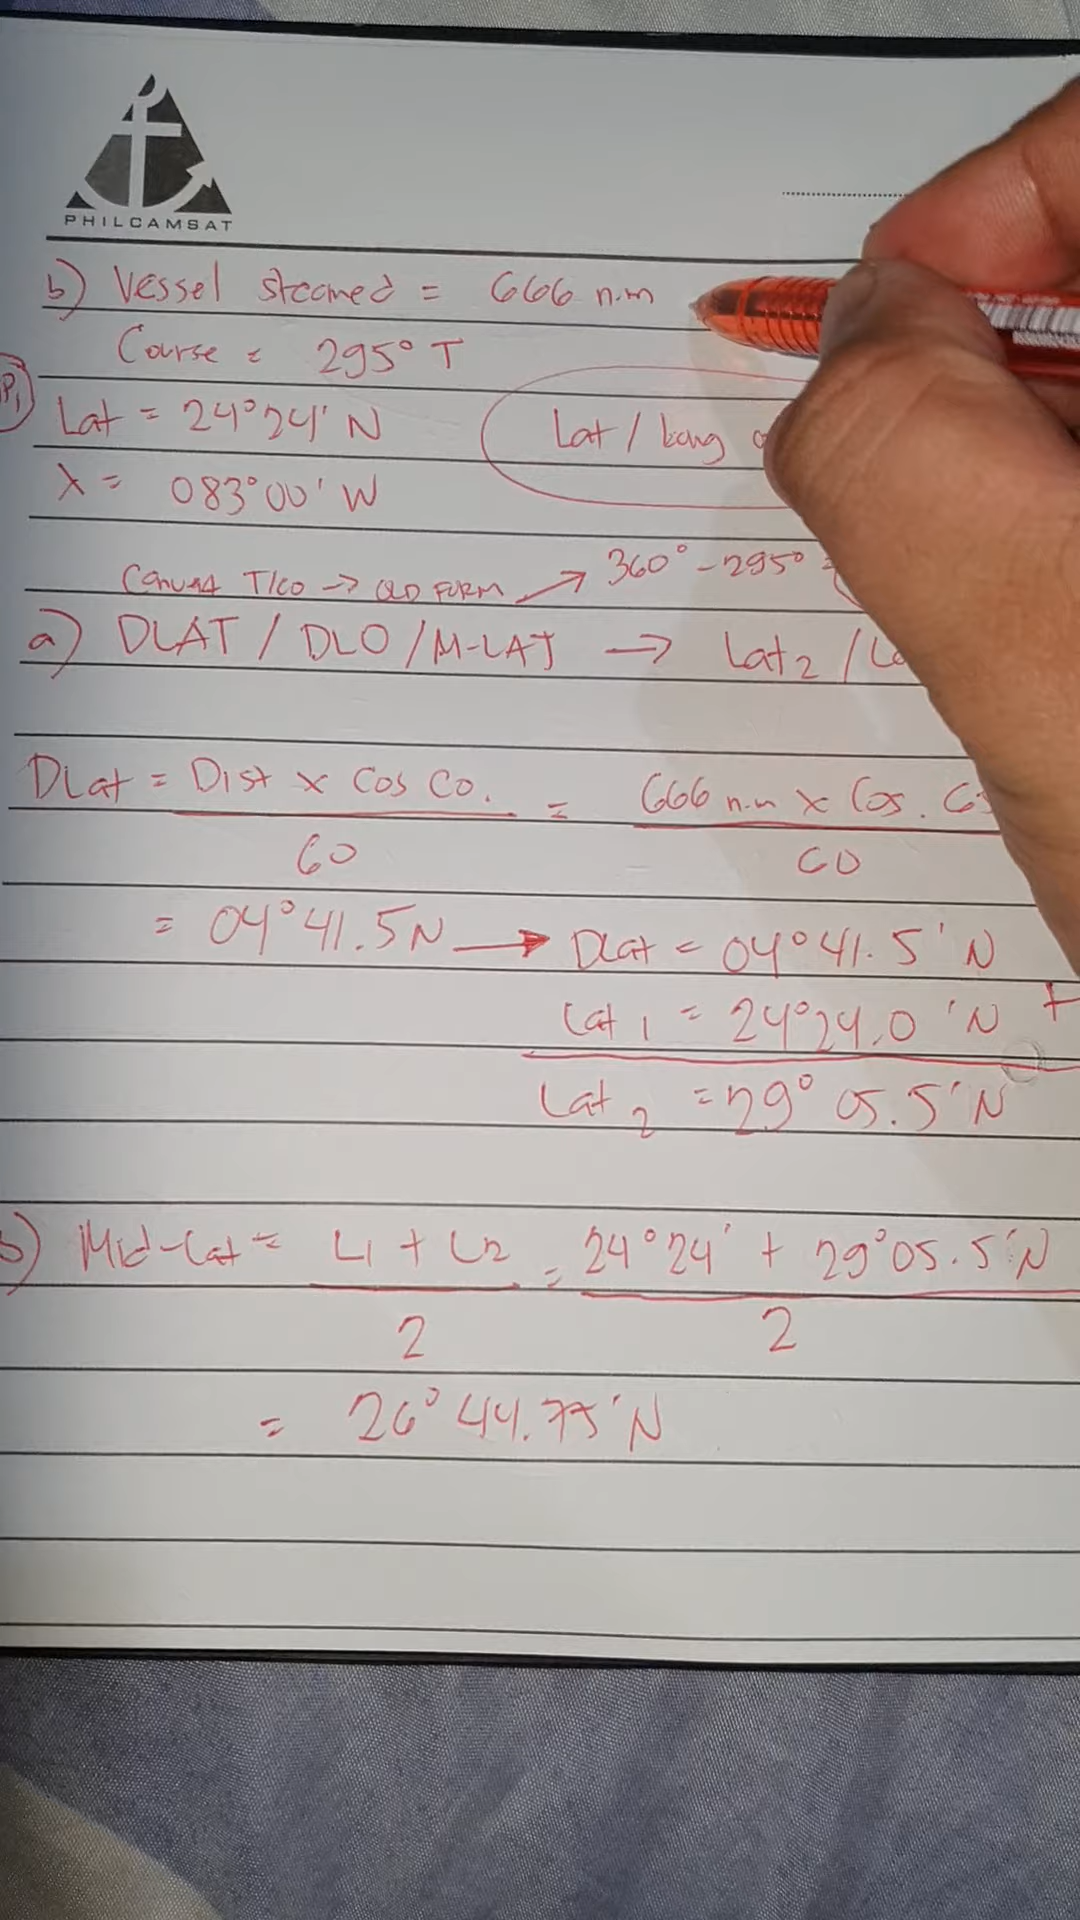 PHILCAMSAT
b) Vessel steamed = 666 n.m
Course = 295° T
P1
Lat = 24°24' N
Lat / Long
λ = 083°00' W
Convert T/Co → OLD FORM → 360° - 295° =
a) DLAT / DLO / M-LAT → Lat2 / Lo
DLat = Dist x Cos Co. = 666 n.m x Cos. 65
60 60
= 04°41.5N → Dlat = 04°41.5'N
Lat 1 = 24°24.0'N +
Lat 2 = 29°05.5'N
b) Mid-Lat = L1 + L2 = 24°24' + 29°05.5'N
2 2
= 26°44.75'N